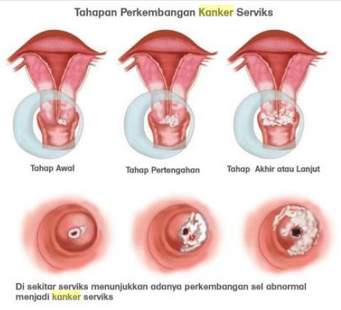 Tahapan Perkembangan Kanker Serviks
Tahap Awal
Tahap Pertengahan
Tahap Akhir atau Lanjut
Di sekitar serviks menunjukkan adanya perkembangan sel abnormal
menjadi kanker serviks